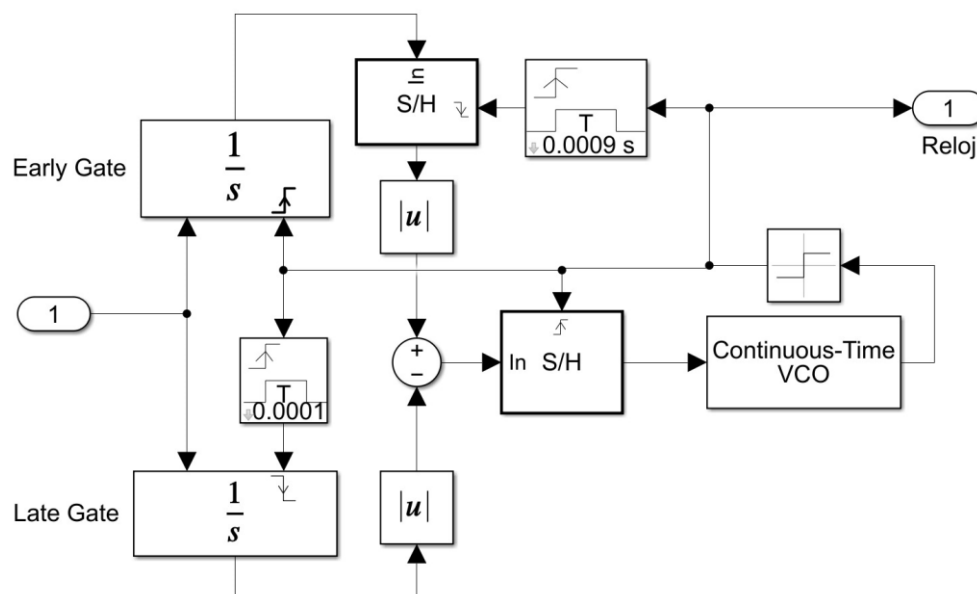 In
S/H
T
0.0009 s
1
Reloj
Early Gate
1
s
|u|
1
+
−
In S/H
Continuous-Time
VCO
T
0.0001
Late Gate
1
s
|u|